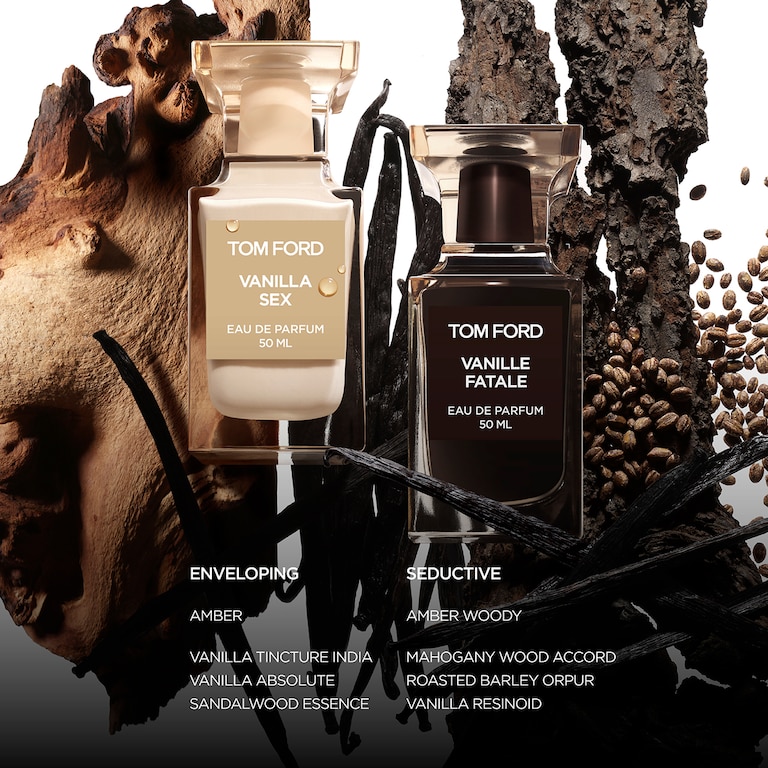 TOM FORD
VANILLA
SEX
EAU DE PARFUM
50 ML
TOM FORD
VANILLE
FATALE
EAU DE PARFUM
50 ML
ENVELOPING
AMBER
VANILLA TINCTURE INDIA
VANILLA ABSOLUTE
SANDALWOOD ESSENCE
SEDUCTIVE
AMBER WOODY
MAHOGANY WOOD ACCORD
ROASTED BARLEY ORPUR
VANILLA RESINOID